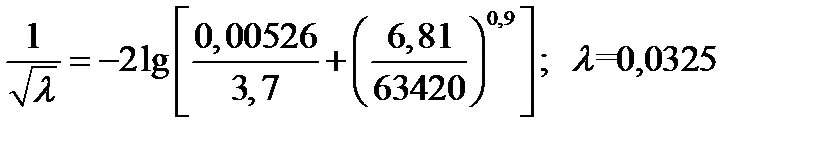 1/√λ = −2lg[0,00526/3,7 + (6,81/63420)^0,9]; λ=0,0325